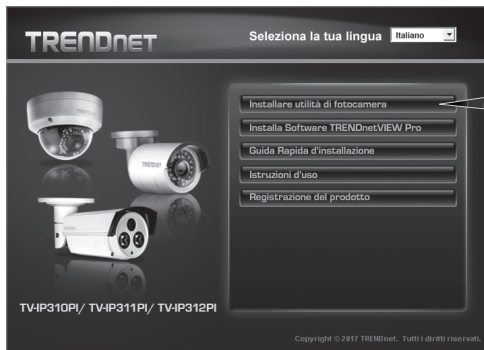 TRENDnet
Seleziona la tua lingua Italiano
Installare utilità di fotocamera
Installa Software TRENDnetVIEW Pro
Guida Rapida d'installazione
Istruzioni d'uso
Registrazione del prodotto
TV-IP310PI/ TV-IP311PI/ TV-IP312PI
Copyright © 2017 TRENDnet. Tutti i diritti riservati.